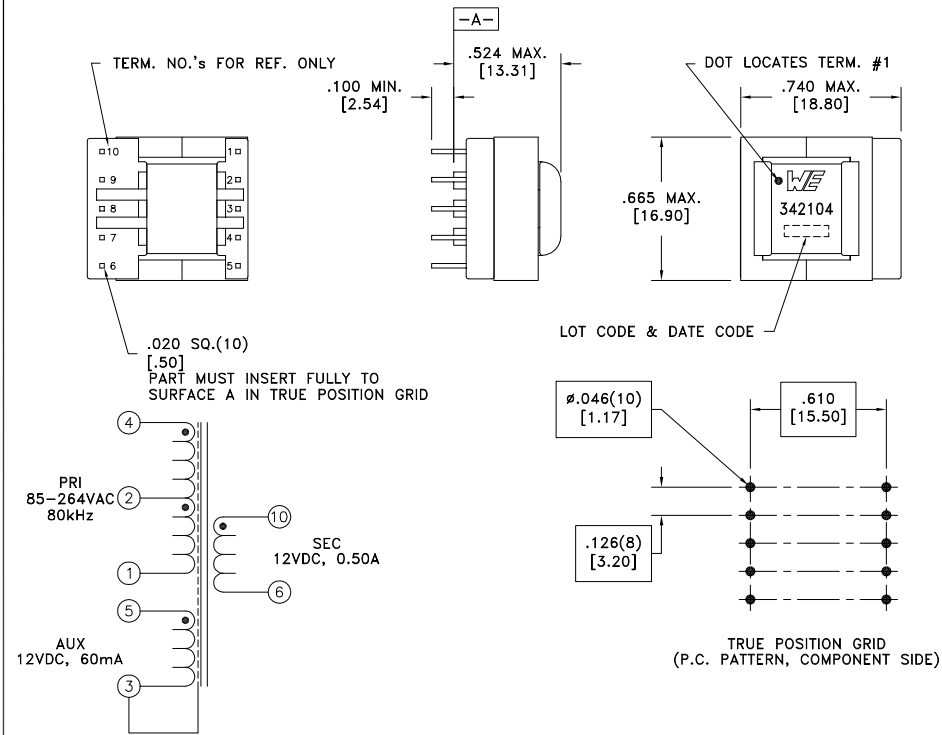 -A-
TERM. NO.'s FOR REF. ONLY
.524 MAX.
[13.31]
DOT LOCATES TERM. #1
.100 MIN.
[2.54]
.740 MAX.
[18.80]
10
1
9
2
8
3
7
4
6
5
.665 MAX.
[16.90]
WE
342104
LOT CODE & DATE CODE
.020 SQ.(10)
[.50]
PART MUST INSERT FULLY TO
SURFACE A IN TRUE POSITION GRID
4
PRI
85-264VAC
80kHz
2
1
5
AUX
12VDC, 60mA
3
10
SEC
12VDC, 0.50A
6
ø.046(10)
[1.17]
.610
[15.50]
.126(8)
[3.20]
TRUE POSITION GRID
(P.C. PATTERN, COMPONENT SIDE)